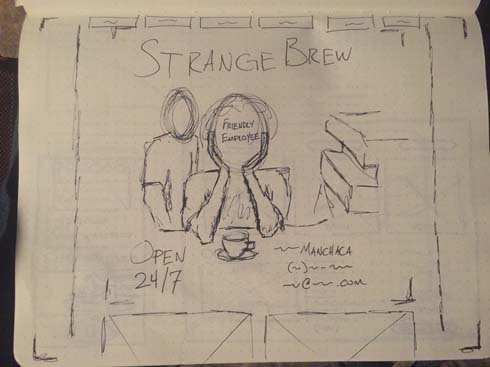 STRANGE BREW
FRIENDLY
EMPLOYEE
OPEN
24/7
MANCHACA
.COM